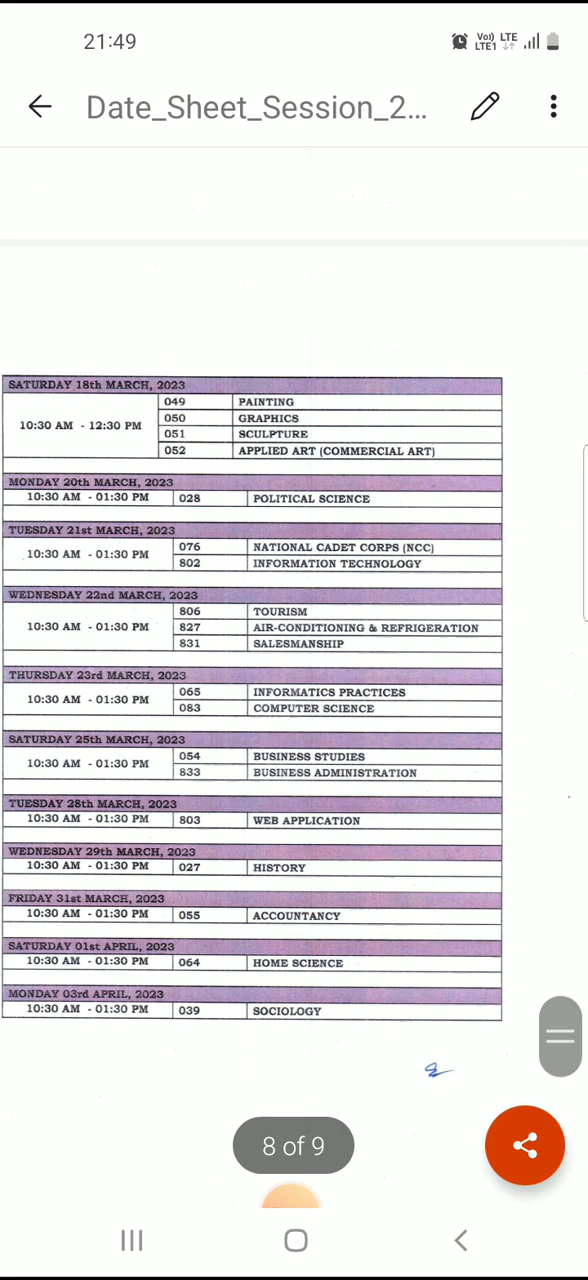 21:49
Vo) LTE
LTE1
Date_Sheet_Session_2...
SATURDAY 18th MARCH, 2023
10:30 AM - 12:30 PM
049 PAINTING
050 GRAPHICS
051 SCULPTURE
052 APPLIED ART (COMMERCIAL ART)
MONDAY 20th MARCH, 2023
10:30 AM - 01:30 PM 028 POLITICAL SCIENCE
TUESDAY 21st MARCH, 2023
10:30 AM - 01:30 PM
076 NATIONAL CADET CORPS (NCC)
802 INFORMATION TECHNOLOGY
WEDNESDAY 22nd MARCH, 2023
10:30 AM - 01:30 PM
806 TOURISM
827 AIR-CONDITIONING & REFRIGERATION
831 SALESMANSHIP
THURSDAY 23rd MARCH, 2023
10:30 AM - 01:30 PM
065 INFORMATICS PRACTICES
083 COMPUTER SCIENCE
SATURDAY 25th MARCH, 2023
10:30 AM - 01:30 PM
054 BUSINESS STUDIES
833 BUSINESS ADMINISTRATION
TUESDAY 28th MARCH, 2023
10:30 AM - 01:30 PM 803 WEB APPLICATION
WEDNESDAY 29th MARCH, 2023
10:30 AM - 01:30 PM 027 HISTORY
FRIDAY 31st MARCH, 2023
10:30 AM - 01:30 PM 055 ACCOUNTANCY
SATURDAY 01st APRIL, 2023
10:30 AM - 01:30 PM 064 HOME SCIENCE
MONDAY 03rd APRIL, 2023
10:30 AM - 01:30 PM 039 SOCIOLOGY
8 of 9